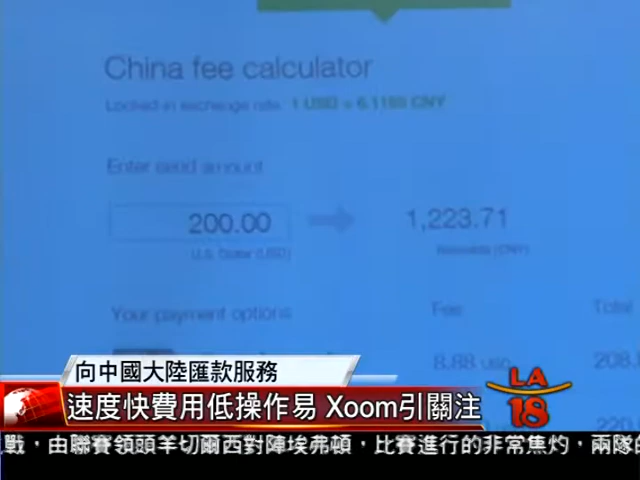 China fee calculator
Locked in exchange rate: 1 USD = 6.1186 CNY
Enter send amount
200.00
1,223.71
U.S. Dollar (USD)
Your payment options
Fee
Total
8.88
208.
向中國大陸匯款服務
速度快費用低操作易 Xoom引關注
LA
18
戰，由聯賽領頭羊切爾西對陣埃弗頓，比賽進行的非常焦灼，兩隊